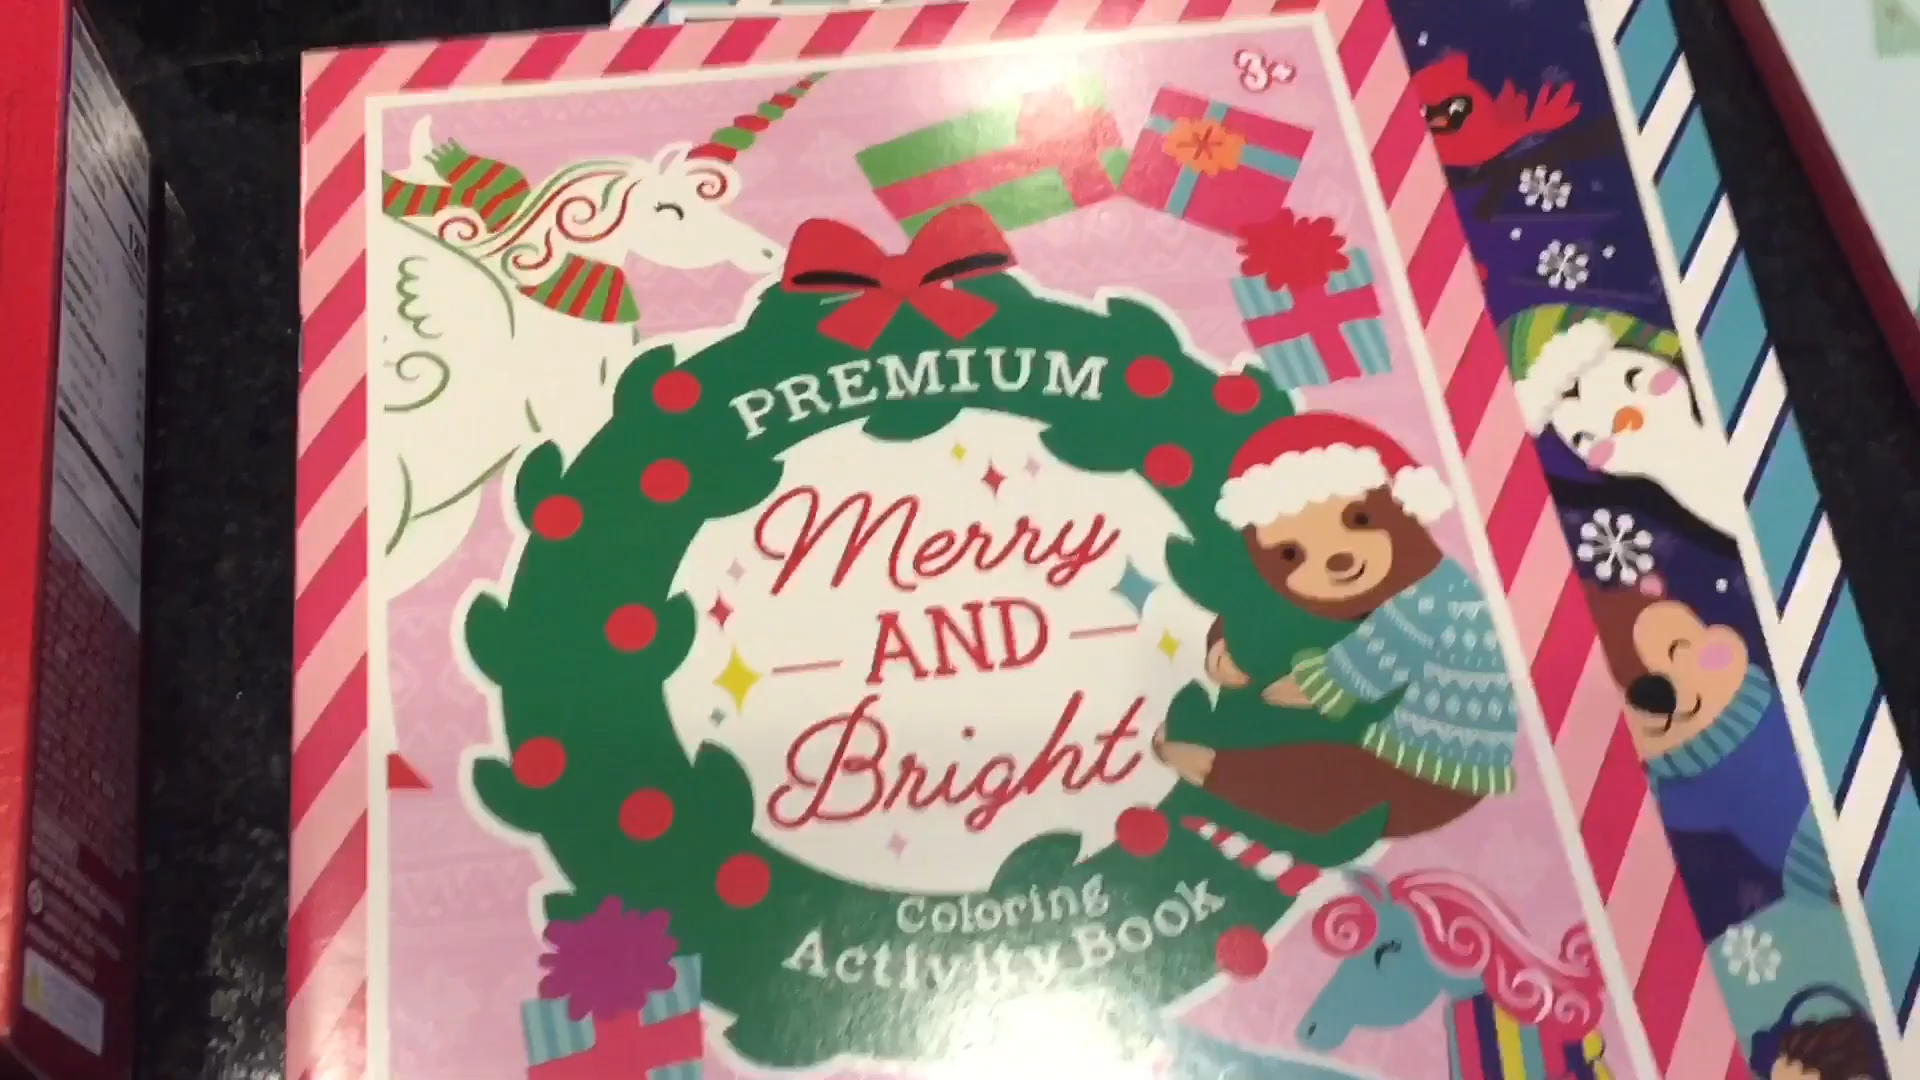 3+
PREMIUM
Merry
AND
Bright
Coloring
Activity Book